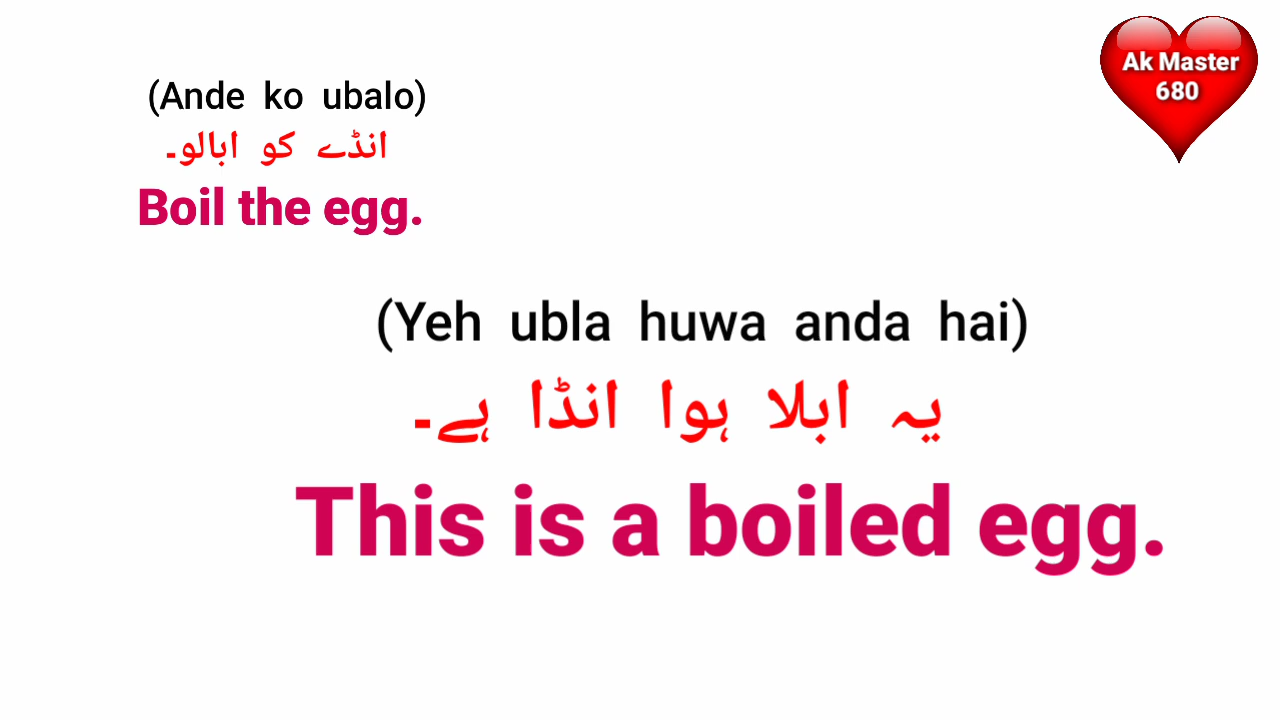 Ak Master
680
(Ande ko ubalo)
انڈے کو ابالو۔
Boil the egg.
(Yeh ubla huwa anda hai)
یہ ابلا ہوا انڈا ہے۔
This is a boiled egg.